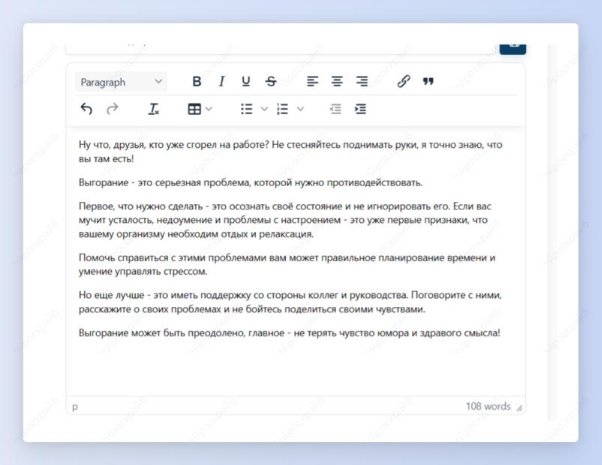 Paragraph B I U S
Ну что, друзья, кто уже сгорел на работе? Не стесняйтесь поднимать руки, я точно знаю, что
вы там есть!
Выгорание - это серьезная проблема, которой нужно противодействовать.
Первое, что нужно сделать - это осознать своё состояние и не игнорировать его. Если вас
мучит усталость, недоумение и проблемы с настроением - это уже первые признаки, что
вашему организму необходим отдых и релаксация.
Помочь справиться с этими проблемами вам может правильное планирование времени и
умение управлять стрессом.
Но еще лучше - это иметь поддержку со стороны коллег и руководства. Поговорите с ними,
расскажите о своих проблемах и не бойтесь поделиться своими чувствами.
Выгорание может быть преодолено, главное - не терять чувство юмора и здравого смысла!
p 108 words